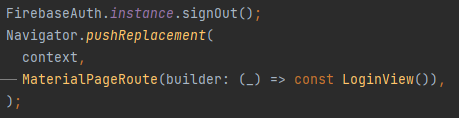 FirebaseAuth.instance.signOut();
Navigator.pushReplacement(
  context,
  MaterialPageRoute(builder: (_) => const LoginView()),
);